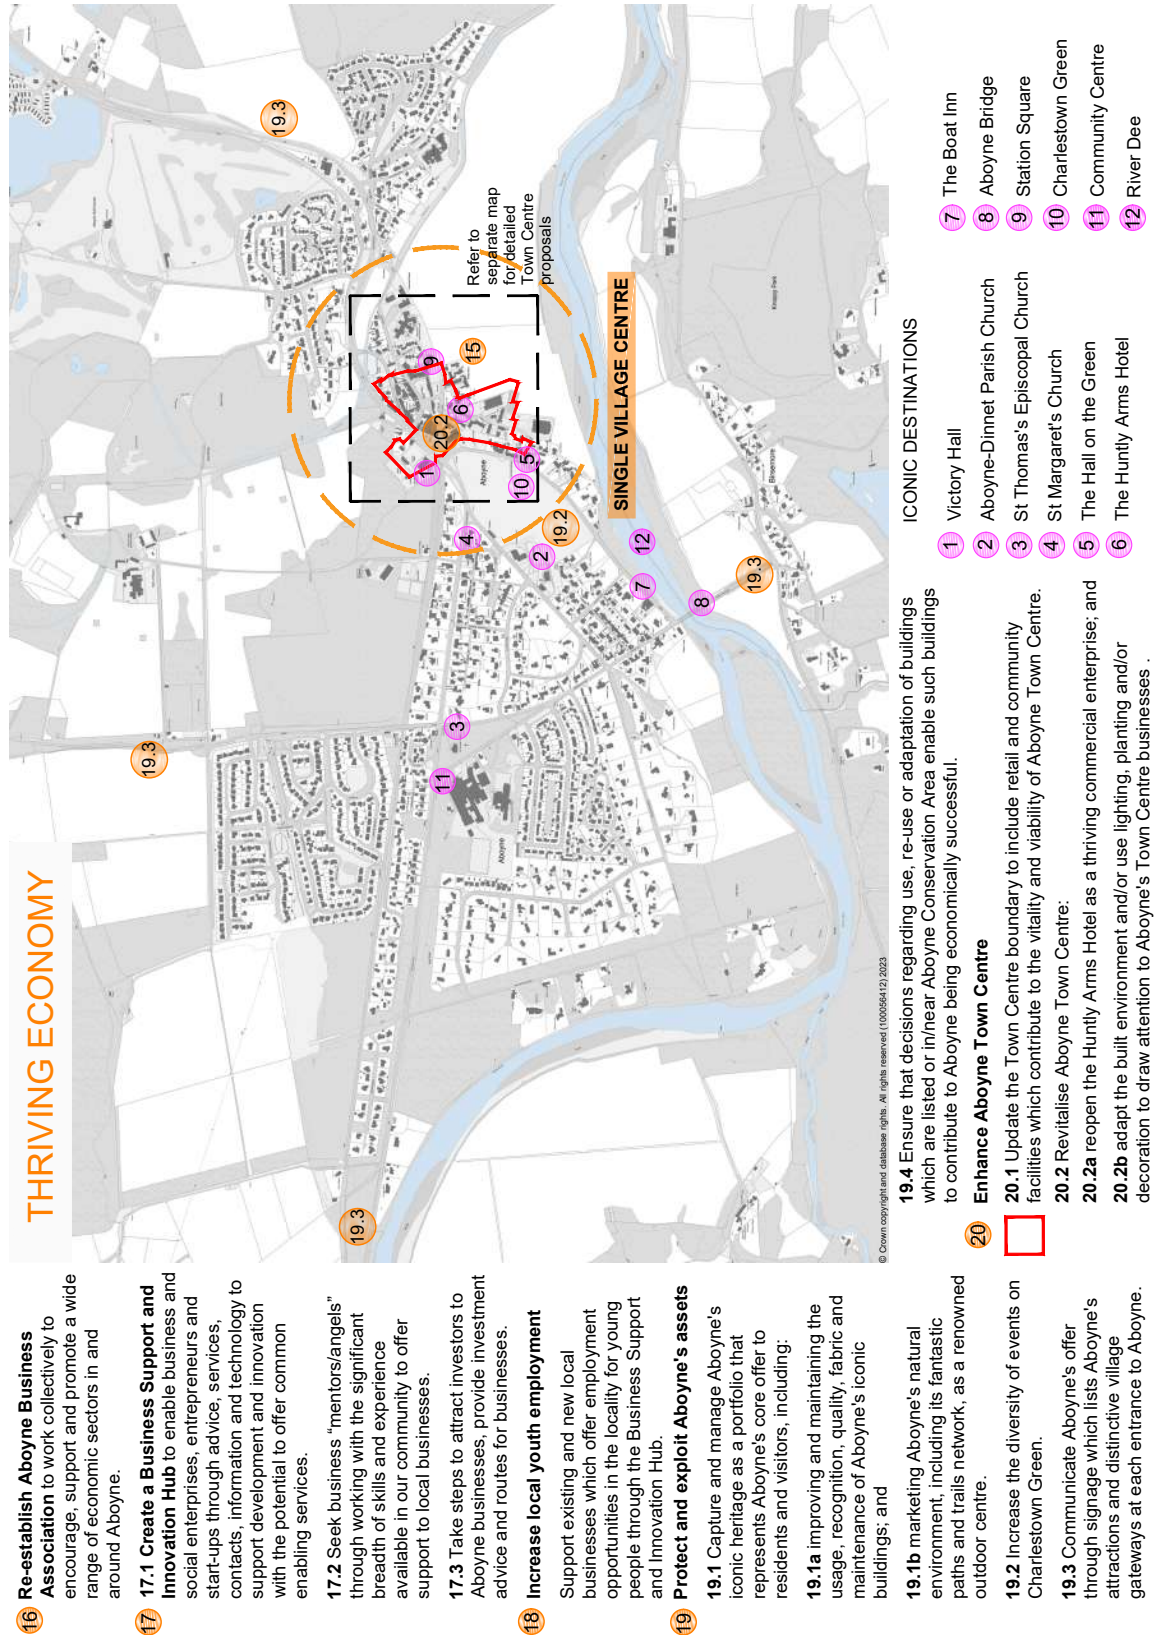 THRIVING ECONOMY
16 Re-establish Aboyne Business
Association to work collectively to
encourage, support and promote a wide
range of economic sectors in and
around Aboyne.
17 17.1 Create a Business Support and
Innovation Hub to enable business and
social enterprises, entrepreneurs and
start-ups through advice, services,
contacts, information and technology to
support development and innovation
with the potential to offer common
enabling services.
17.2 Seek business “mentors/angels”
through working with the significant
breadth of skills and experience
available in our community to offer
support to local businesses.
17.3 Take steps to attract investors to
Aboyne businesses, provide investment
advice and routes for businesses.
18 Increase local youth employment
Support existing and new local
businesses which offer employment
opportunities in the locality for young
people through the Business Support
and Innovation Hub.
19 Protect and exploit Aboyne's assets
19.1 Capture and manage Aboyne's
iconic heritage as a portfolio that
represents Aboyne's core offer to
residents and visitors, including:
19.1a improving and maintaining the
usage, recognition, quality, fabric and
maintenance of Aboyne's iconic
buildings; and
19.1b marketing Aboyne's natural
environment, including its fantastic
paths and trails network, as a renowned
outdoor centre.
19.2 Increase the diversity of events on
Charlestown Green.
19.3 Communicate Aboyne's offer
through signage which lists Aboyne's
attractions and distinctive village
gateways at each entrance to Aboyne.
19.3
19.3
19.3
19.3
19.2
20.2
15
1
2
3
4
5
6
7
8
9
10
11
12
Aboyne
Aboyne
Birsemore
Kinaby Park
Refer to
separate map
for detailed
Town Centre
proposals
SINGLE VILLAGE CENTRE
© Crown copyright and database rights. All rights reserved (100056412) 2023
19.4 Ensure that decisions regarding use, re-use or adaptation of buildings
which are listed or in/near Aboyne Conservation Area enable such buildings
to contribute to Aboyne being economically successful.
20 Enhance Aboyne Town Centre
20.1 Update the Town Centre boundary to include retail and community
facilities which contribute to the vitality and viability of Aboyne Town Centre.
20.2 Revitalise Aboyne Town Centre:
20.2a reopen the Huntly Arms Hotel as a thriving commercial enterprise; and
20.2b adapt the built environment and/or use lighting, planting and/or
decoration to draw attention to Aboyne's Town Centre businesses .
ICONIC DESTINATIONS
1 Victory Hall
2 Aboyne-Dinnet Parish Church
3 St Thomas's Episcopal Church
4 St Margaret's Church
5 The Hall on the Green
6 The Huntly Arms Hotel
7 The Boat Inn
8 Aboyne Bridge
9 Station Square
10 Charlestown Green
11 Community Centre
12 River Dee